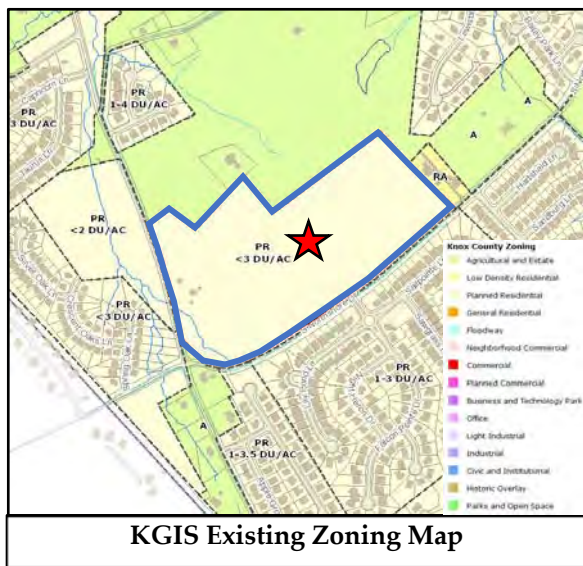 PR
1-4 DU/AC
PR
3 DU/AC
A
A
RA
PR
<2 DU/AC
PR
<3 DU/AC
PR
<3 DU/AC
PR
1-3 DU/AC
A
PR
1-3.5 DU/AC
Knox County Zoning
Agricultural and Estate
Low Density Residential
Planned Residential
General Residential
Floodway
Neighborhood Commercial
Commercial
Planned Commercial
Business and Technology Park
Office
Light Industrial
Industrial
Civic and Institutional
Historic Overlay
Parks and Open Space
KGIS Existing Zoning Map